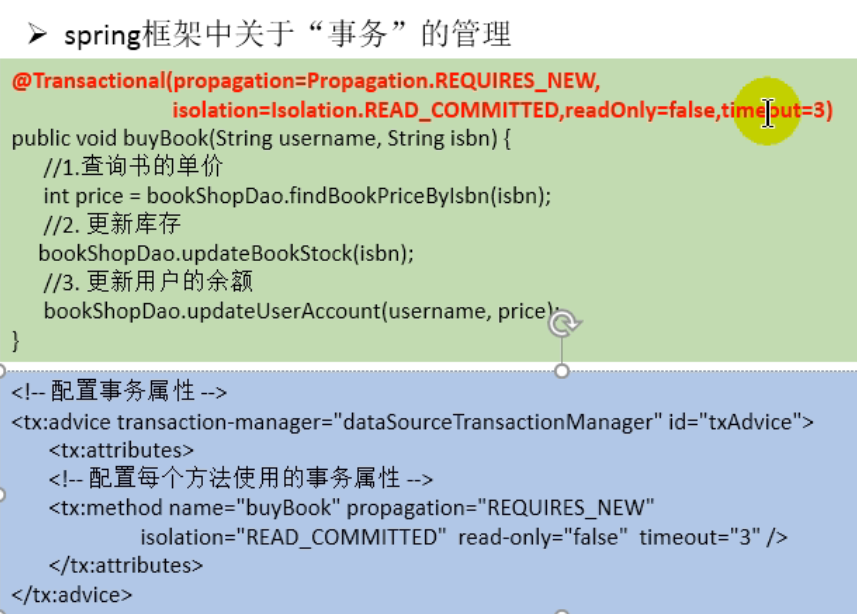 ➢ spring框架中关于“事务”的管理
@Transactional(propagation=Propagation.REQUIRES_NEW,
isolation=Isolation.READ_COMMITTED,readOnly=false,timeout=3)
public void buyBook(String username, String isbn) {
//1.查询书的单价
int price = bookShopDao.findBookPriceByIsbn(isbn);
//2. 更新库存
bookShopDao.updateBookStock(isbn);
//3. 更新用户的余额
bookShopDao.updateUserAccount(username, price);
}
<!-- 配置事务属性 -->
<tx:advice transaction-manager="dataSourceTransactionManager" id="txAdvice">
<tx:attributes>
<!-- 配置每个方法使用的事务属性 -->
<tx:method name="buyBook" propagation="REQUIRES_NEW"
isolation="READ_COMMITTED" read-only="false" timeout="3" />
</tx:attributes>
</tx:advice>